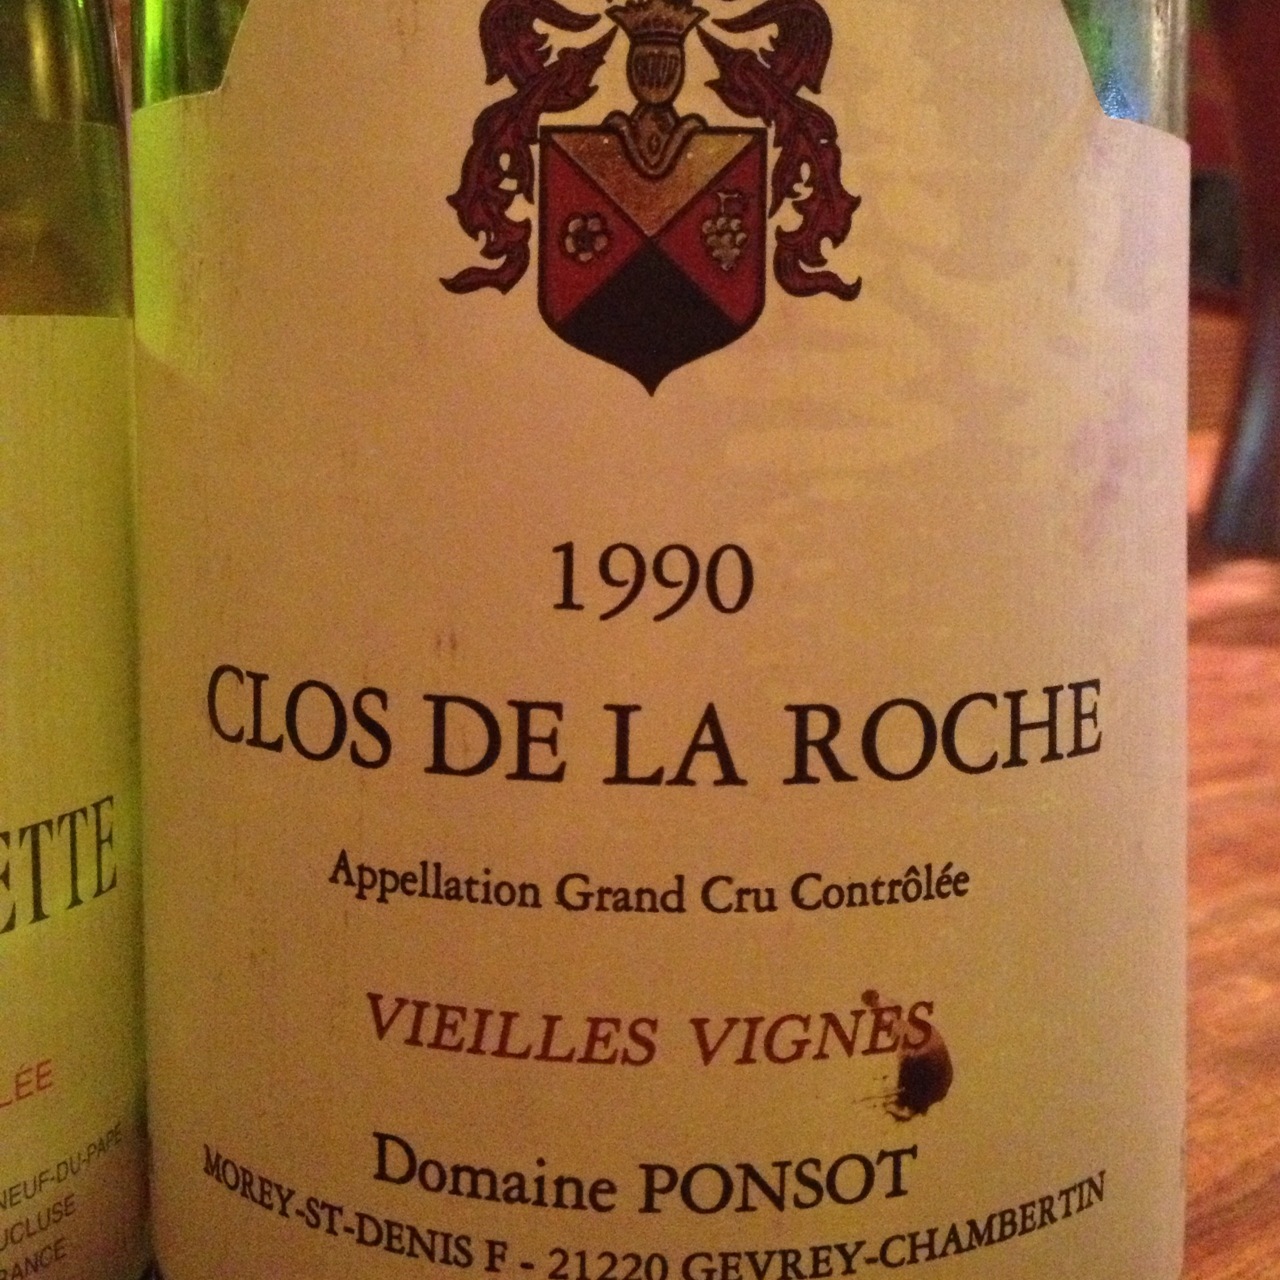 1990
CLOS DE LA ROCHE
Appellation Grand Cru Contrôlée
VIEILLES VIGNES
Domaine PONSOT
MOREY-ST-DENIS F - 21220 GEVREY-CHAMBERTIN
ETTE
LÉE
NEUF-DU-PAPE
UCLUSE
RANCE